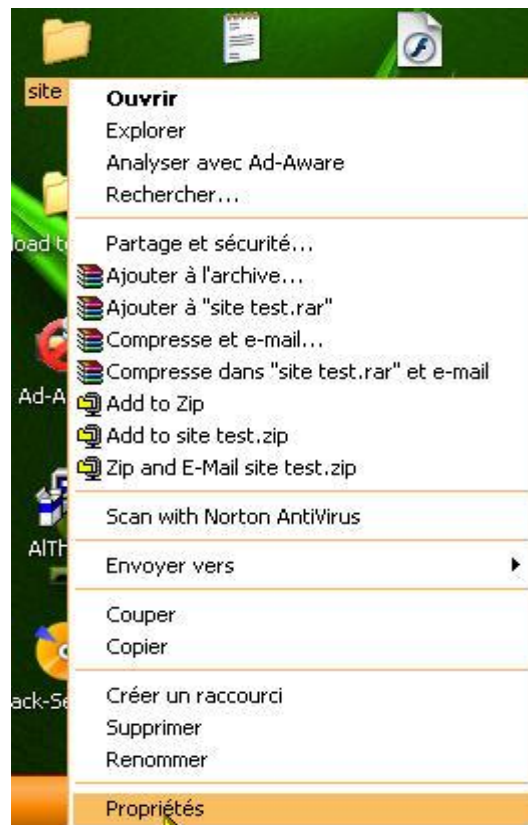 site
Ouvrir
Explorer
Analyser avec Ad-Aware
Rechercher...
load t
Partage et sécurité...
Ajouter à l'archive...
Ajouter à "site test.rar"
Compresse et e-mail...
Compresse dans "site test.rar" et e-mail
Ad-A
Add to Zip
Add to site test.zip
Zip and E-Mail site test.zip
Scan with Norton AntiVirus
AlTh
Envoyer vers
Couper
Copier
ack-Se
Créer un raccourci
Supprimer
Renommer
Propriétés